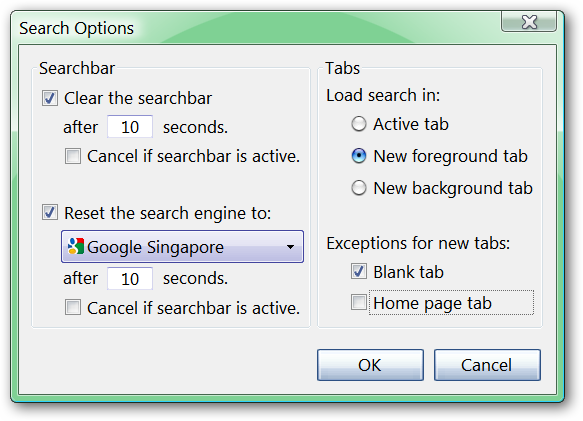 Search Options
Searchbar
Clear the searchbar
after 10 seconds.
Cancel if searchbar is active.
Reset the search engine to:
Google Singapore
after 10 seconds.
Cancel if searchbar is active.
Tabs
Load search in:
Active tab
New foreground tab
New background tab
Exceptions for new tabs:
Blank tab
Home page tab
OK
Cancel